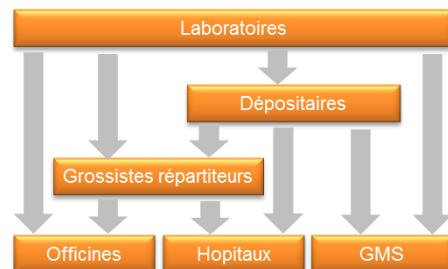 Laboratoires
Dépositaires
Grossistes répartiteurs
Officines
Hopitaux
GMS